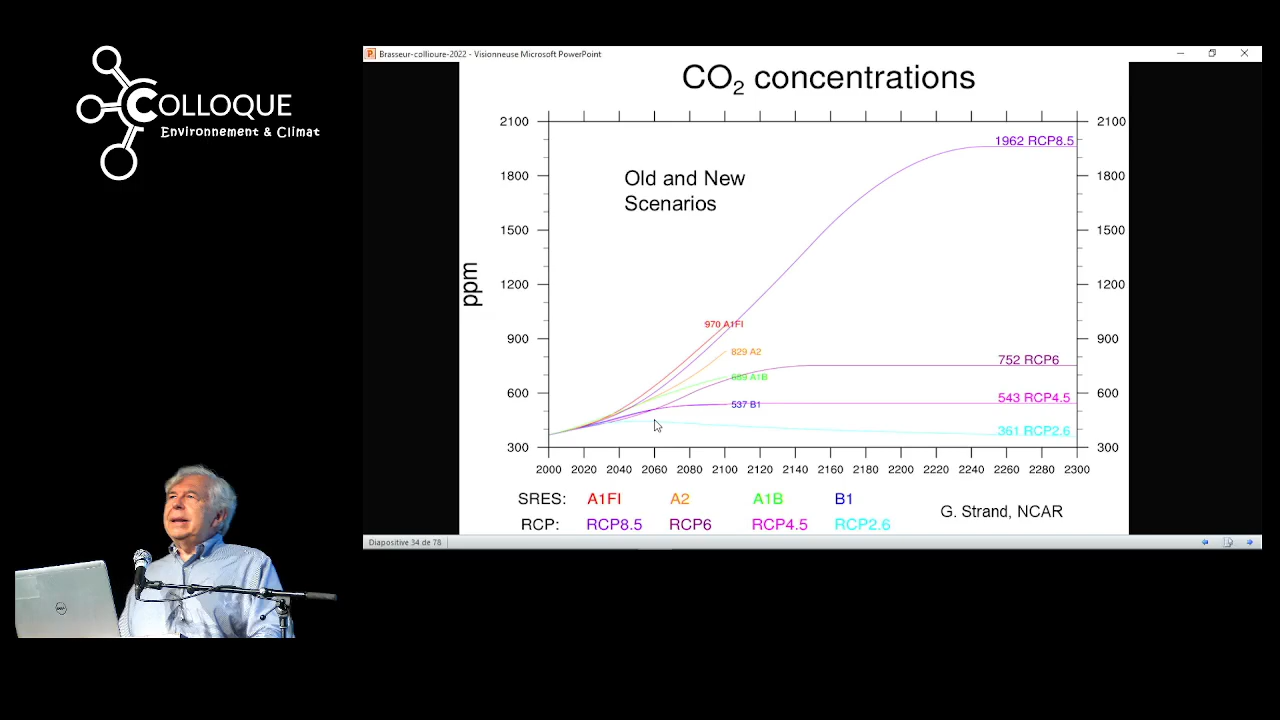 COLLOQUE
Environnement & Climat
Brasseur-collioure-2022 - Visionneuse Microsoft PowerPoint
CO2 concentrations
2100
2100
1962 RCP8.5
Old and New
Scenarios
1800
1800
1500
1500
ppm
1200
1200
970 A1FI
900
900
829 A2
752 RCP6
689 A1B
600
600
537 B1
543 RCP4.5
361 RCP2.6
300
300
2000 2020 2040 2060 2080 2100 2120 2140 2160 2180 2200 2220 2240 2260 2280 2300
SRES: A1FI A2 A1B B1
RCP: RCP8.5 RCP6 RCP4.5 RCP2.6
G. Strand, NCAR
Diapositive 34 de 78
DELL